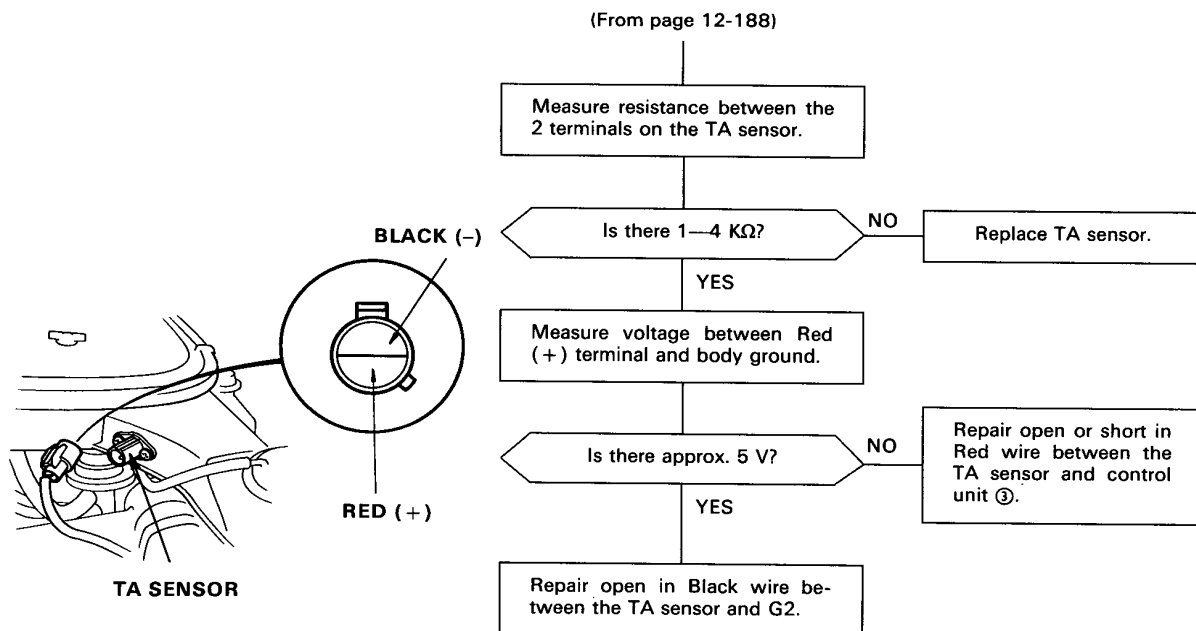 (From page 12-188)
Measure resistance between the
2 terminals on the TA sensor.
Is there 1—4 KΩ?
NO
Replace TA sensor.
YES
Measure voltage between Red
(+) terminal and body ground.
Is there approx. 5 V?
NO
Repair open or short in
Red wire between the
TA sensor and control
unit ③.
YES
Repair open in Black wire be-
tween the TA sensor and G2.
BLACK (–)
RED (+)
TA SENSOR